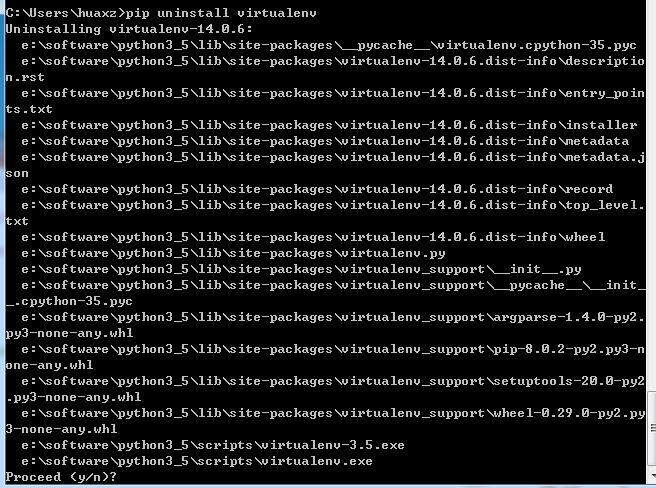 C:\Users\huaxz>pip uninstall virtualenv
Uninstalling virtualenv-14.0.6:
  e:\software\python3_5\lib\site-packages\__pycache__\virtualenv.cpython-35.pyc
  e:\software\python3_5\lib\site-packages\virtualenv-14.0.6.dist-info\descriptio
n.rst
  e:\software\python3_5\lib\site-packages\virtualenv-14.0.6.dist-info\entry_poin
ts.txt
  e:\software\python3_5\lib\site-packages\virtualenv-14.0.6.dist-info\installer
  e:\software\python3_5\lib\site-packages\virtualenv-14.0.6.dist-info\metadata
  e:\software\python3_5\lib\site-packages\virtualenv-14.0.6.dist-info\metadata.j
son
  e:\software\python3_5\lib\site-packages\virtualenv-14.0.6.dist-info\record
  e:\software\python3_5\lib\site-packages\virtualenv-14.0.6.dist-info\top_level.
txt
  e:\software\python3_5\lib\site-packages\virtualenv-14.0.6.dist-info\wheel
  e:\software\python3_5\lib\site-packages\virtualenv.py
  e:\software\python3_5\lib\site-packages\virtualenv_support\__init__.py
  e:\software\python3_5\lib\site-packages\virtualenv_support\__pycache__\__init_
_.cpython-35.pyc
  e:\software\python3_5\lib\site-packages\virtualenv_support\argparse-1.4.0-py2.
py3-none-any.whl
  e:\software\python3_5\lib\site-packages\virtualenv_support\pip-8.0.2-py2.py3-n
one-any.whl
  e:\software\python3_5\lib\site-packages\virtualenv_support\setuptools-20.0-py2
.py3-none-any.whl
  e:\software\python3_5\lib\site-packages\virtualenv_support\wheel-0.29.0-py2.py
3-none-any.whl
  e:\software\python3_5\scripts\virtualenv-3.5.exe
  e:\software\python3_5\scripts\virtualenv.exe
Proceed (y/n)?